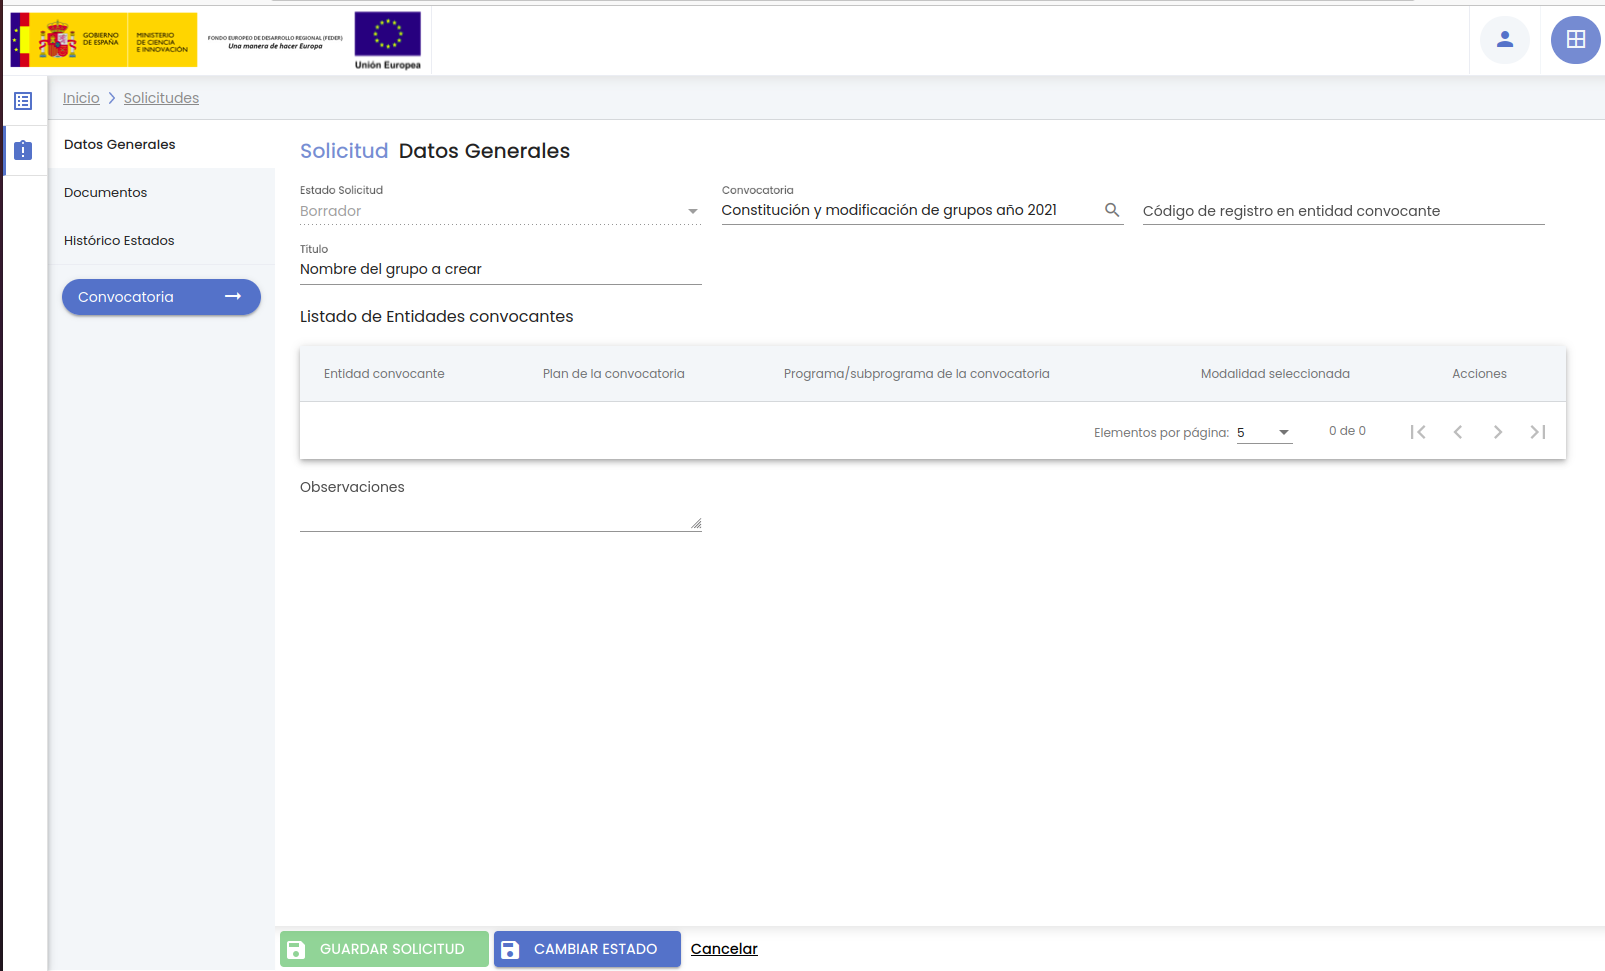 GOBIERNO
DE ESPAÑA
MINISTERIO
DE CIENCIA
E INNOVACIÓN
FONDO EUROPEO DE DESARROLLO REGIONAL (FEDER)
Una manera de hacer Europa
Unión Europea
Inicio
Solicitudes
Datos Generales
Documentos
Histórico Estados
Convocatoria
Solicitud Datos Generales
Estado Solicitud
Borrador
Convocatoria
Constitución y modificación de grupos año 2021
Código de registro en entidad convocante
Título
Nombre del grupo a crear
Listado de Entidades convocantes
Entidad convocante Plan de la convocatoria Programa/subprograma de la convocatoria Modalidad seleccionada Acciones
Elementos por página: 5 0 de 0
Observaciones
GUARDAR SOLICITUD CAMBIAR ESTADO Cancelar